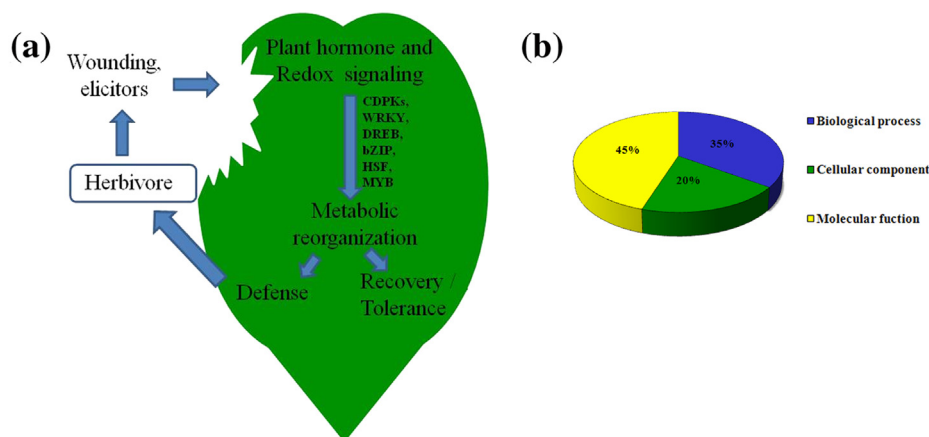 (a)
Wounding,
elicitors
Herbivore
Plant hormone and
Redox signaling
CDPKs,
WRKY,
DREB,
bZIP,
HSF,
MYB
Metabolic
reorganization
Defense
Recovery /
Tolerance
(b)
35%
20%
45%
Biological process
Cellular component
Molecular fuction